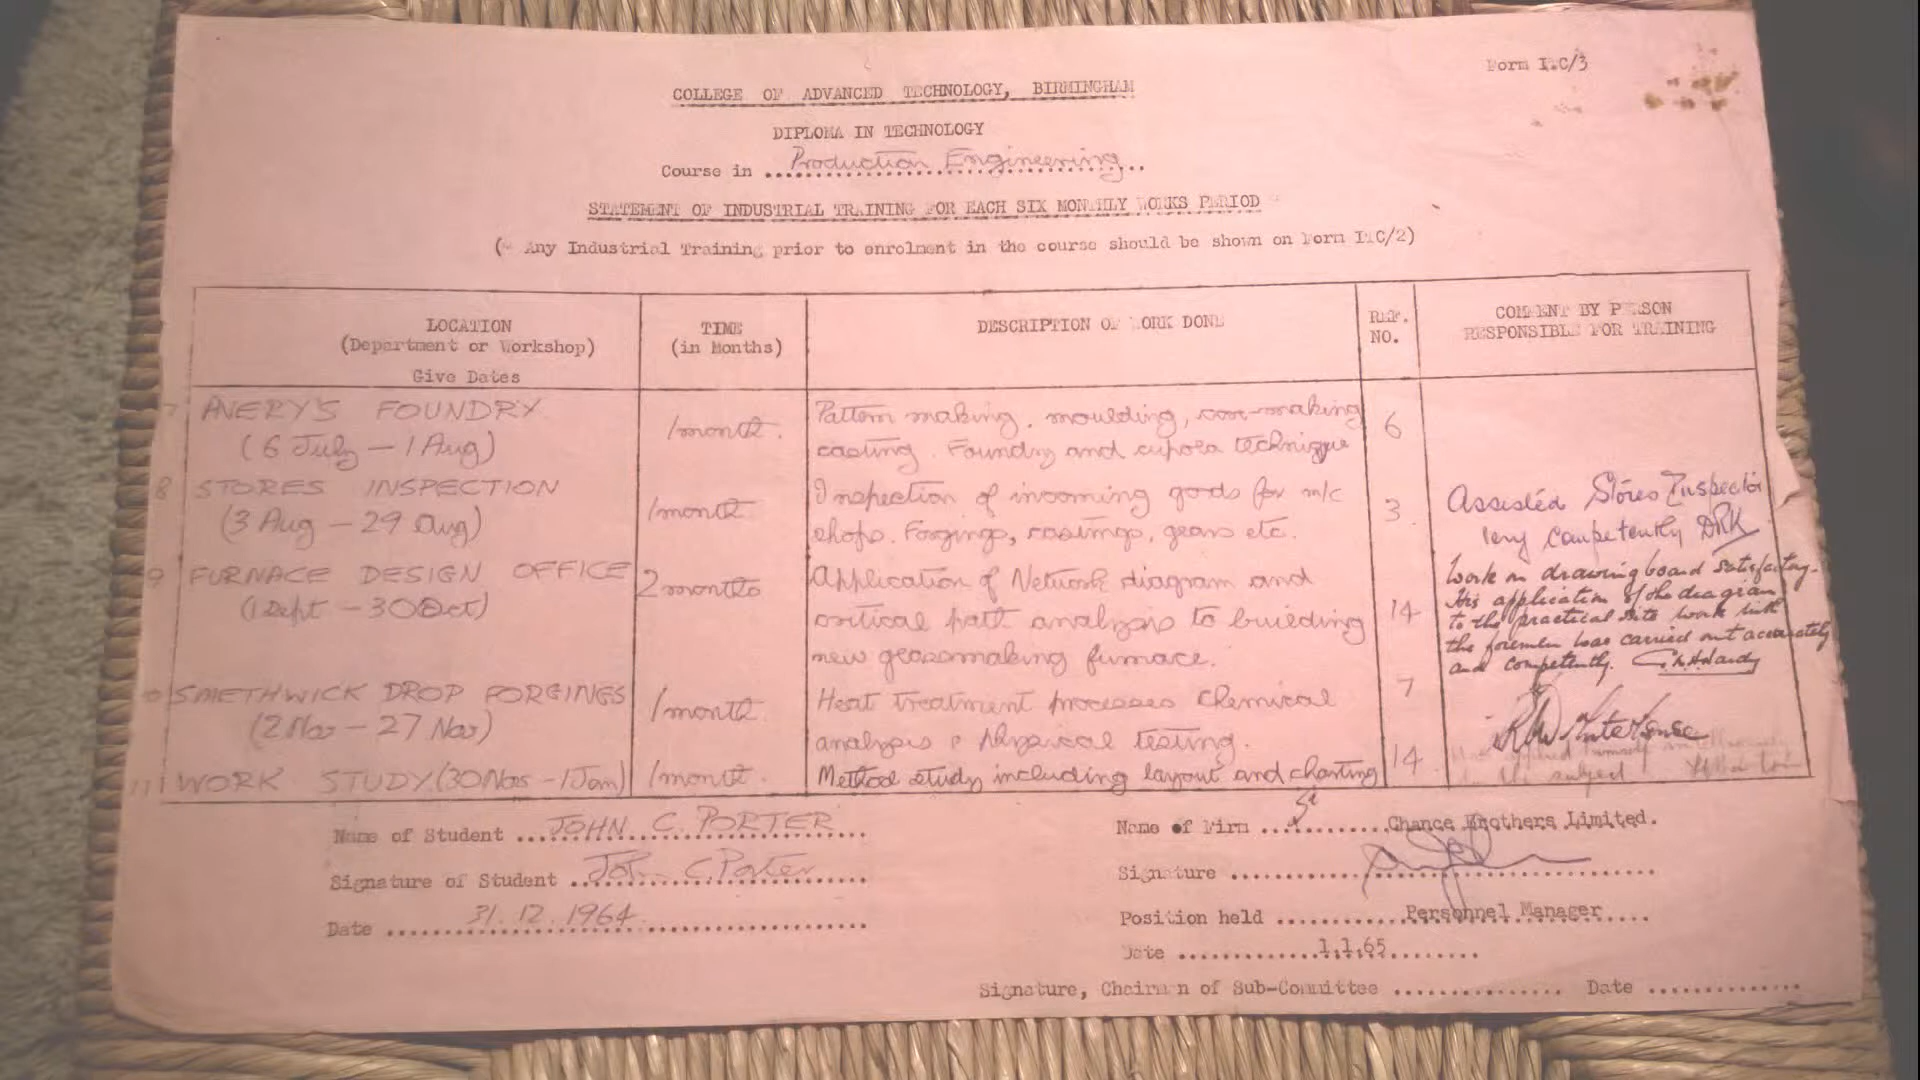 Form I.C/3
COLLEGE OF ADVANCED TECHNOLOGY, BIRMINGHAM
DIPLOMA IN TECHNOLOGY
Course in Production Engineering
STATEMENT OF INDUSTRIAL TRAINING FOR EACH SIX MONTHLY WORKS PERIOD
( Any Industrial Training prior to enrolment in the course should be shown on Form I.C/2)
LOCATION
(Department or Workshop)
Give Dates
TIME
(in Months)
DESCRIPTION OF WORK DONE
REF.
NO.
COMMENT BY PERSON
RESPONSIBLE FOR TRAINING
7 AVERY'S FOUNDRY
(6 July - 1 Aug)
1 month.
Pattern making, moulding, core-making
casting. Foundry and cupola technique
6
8 STORES INSPECTION
(3 Aug - 29 Aug)
1 month
Inspection of incoming goods for m/c
shops. Forgings, castings, gears etc.
3
Assisted Stores Inspector
very competently DRK
9 FURNACE DESIGN OFFICE
(1 Sept - 30 Oct)
2 months
Application of Network diagram and
critical path analysis to building
new glassmaking furnace.
14
Work on drawing board satisfactory.
His application of the diagram
to the practical site work with
the foremen was carried out accurately
and competently.
10 SMETHWICK DROP FORGINGS
(2 Nov - 27 Nov)
1 month
Heat treatment processes Chemical
analysis & Physical testing.
7
11 WORK STUDY (30 Nov - 1 Jan)
1 month.
Method study including layout and charting
14
the subject
Name of Student JOHN C. PORTER
Signature of Student John C. Porter
Date 31.12.1964
Name of Firm Chance Brothers Limited.
Signature
Position held Personnel Manager
Date 1.1.65
Signature, Chairman of Sub-Committee Date